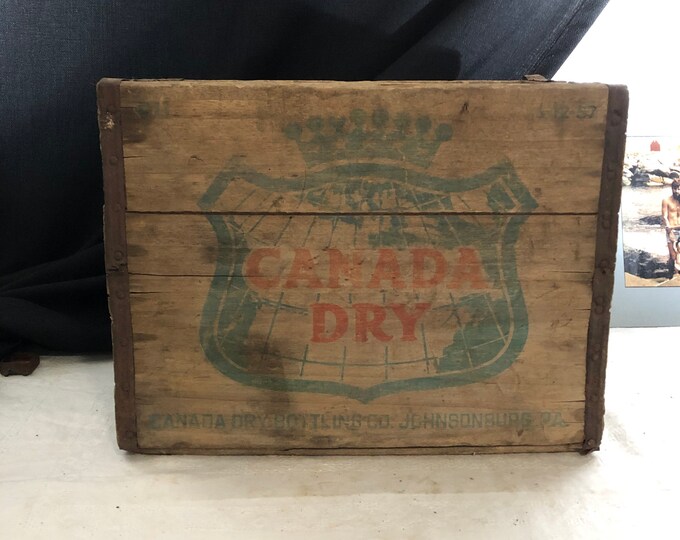 CANADA
DRY
CANADA DRY BOTTLING CO. JOHNSONBURG, PA.